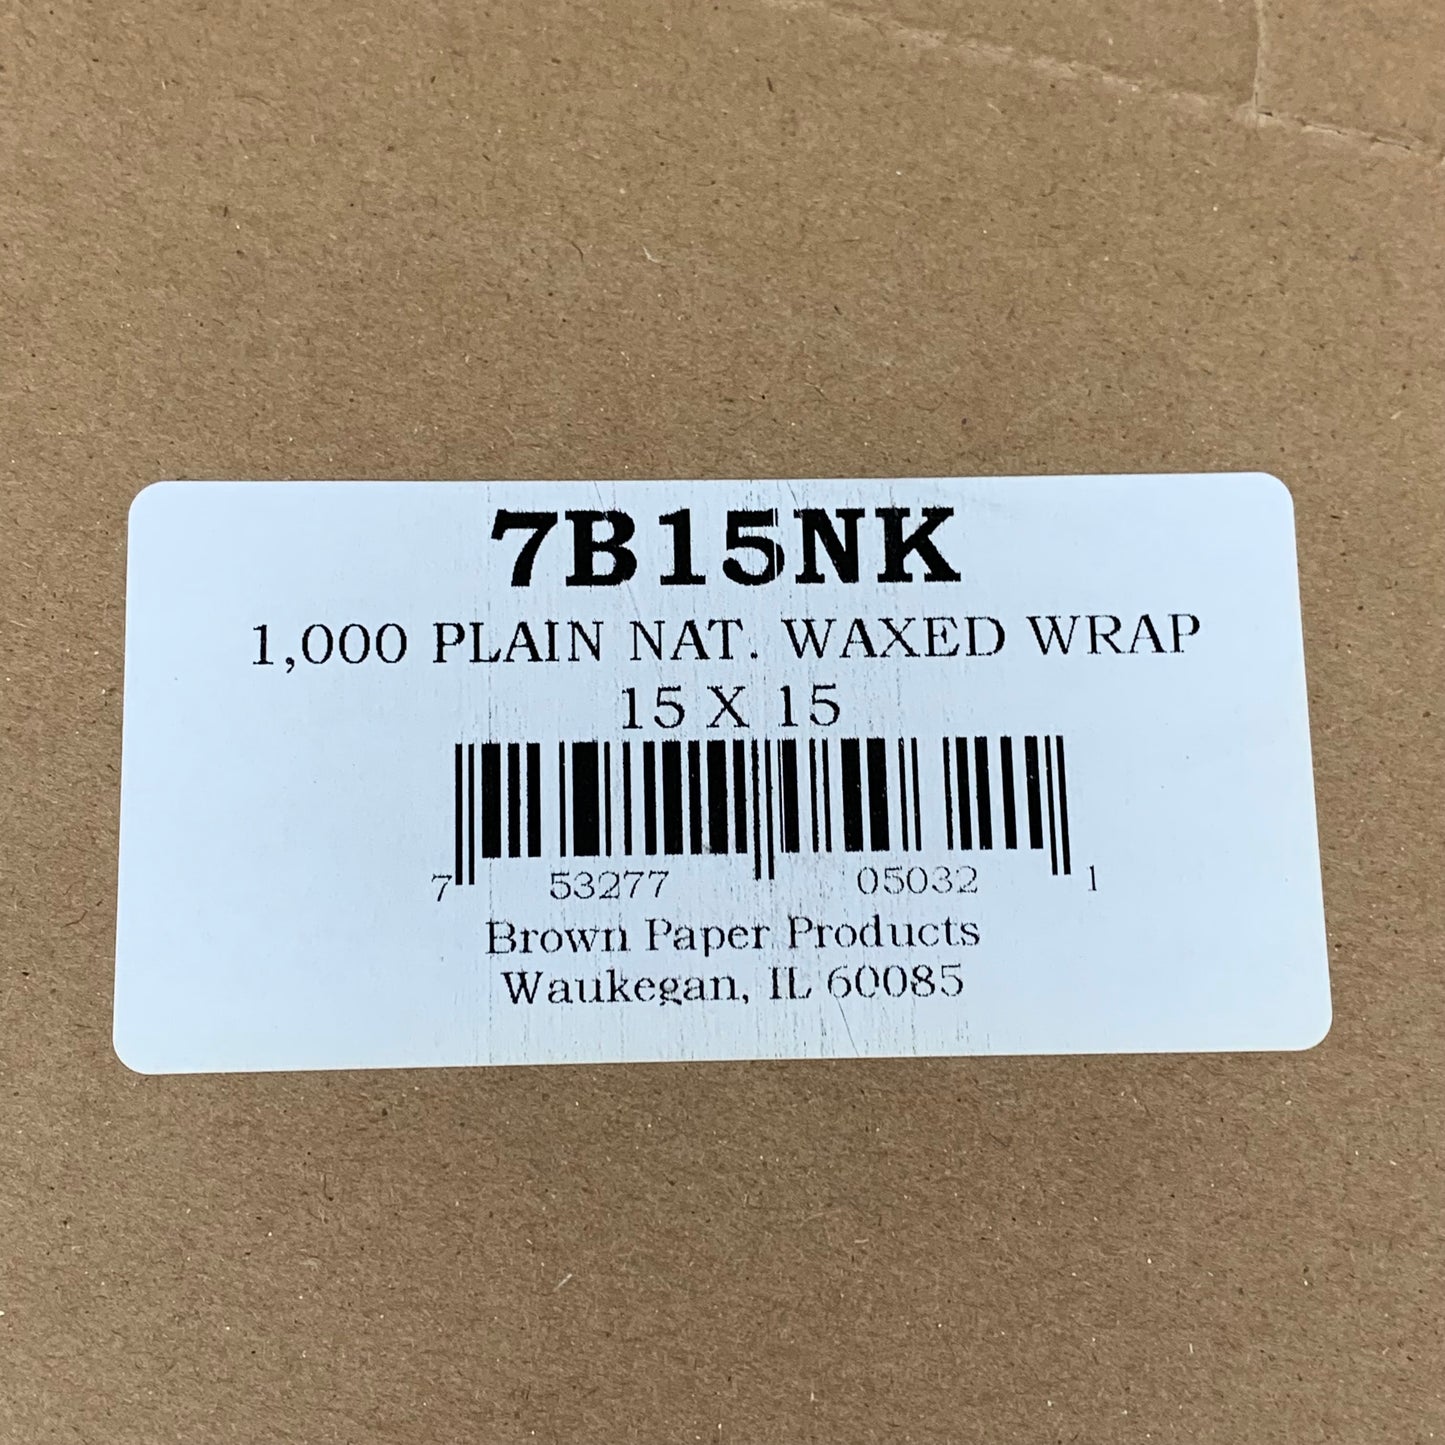 7B15NK
1,000 PLAIN NAT. WAXED WRAP
15 X 15
7 53277 05032 1
Brown Paper Products
Waukegan, IL 60085